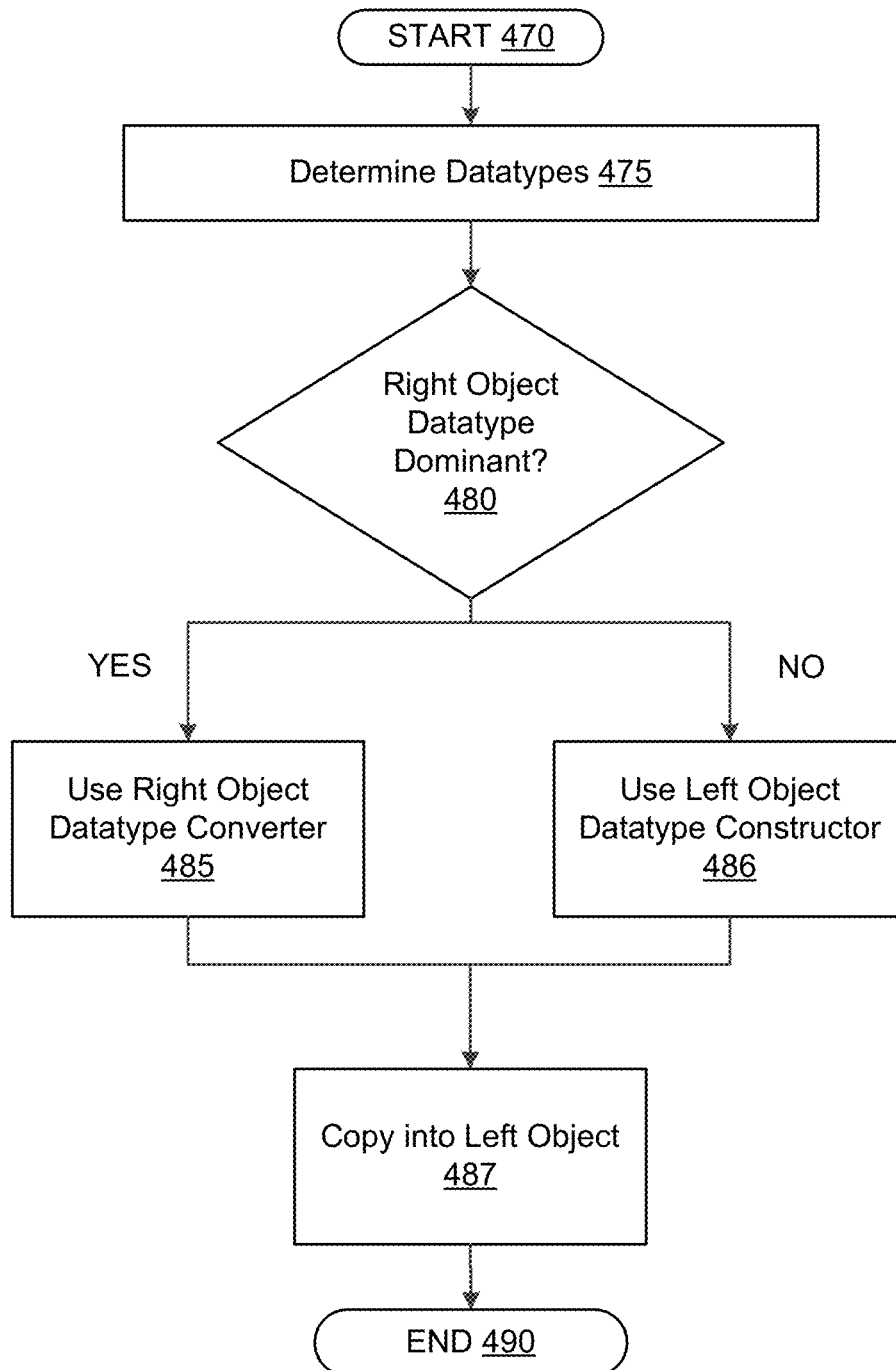 START 470
Determine Datatypes 475
Right Object
Datatype
Dominant?
480
YES
NO
Use Right Object
Datatype Converter
485
Use Left Object
Datatype Constructor
486
Copy into Left Object
487
END 490